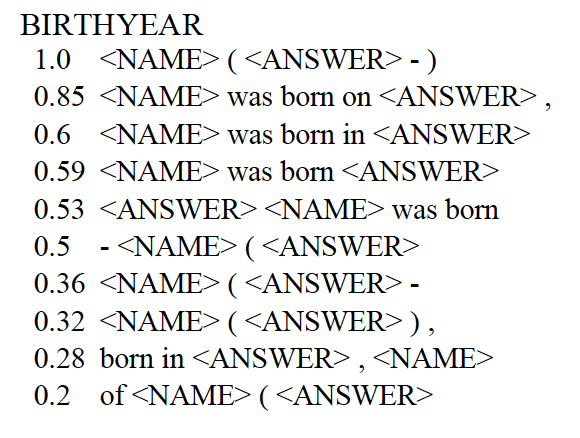 BIRTHYEAR
1.0 <NAME> ( <ANSWER> - )
0.85 <NAME> was born on <ANSWER> ,
0.6 <NAME> was born in <ANSWER>
0.59 <NAME> was born <ANSWER>
0.53 <ANSWER> <NAME> was born
0.5 - <NAME> ( <ANSWER>
0.36 <NAME> ( <ANSWER> -
0.32 <NAME> ( <ANSWER> ) ,
0.28 born in <ANSWER> , <NAME>
0.2 of <NAME> ( <ANSWER>